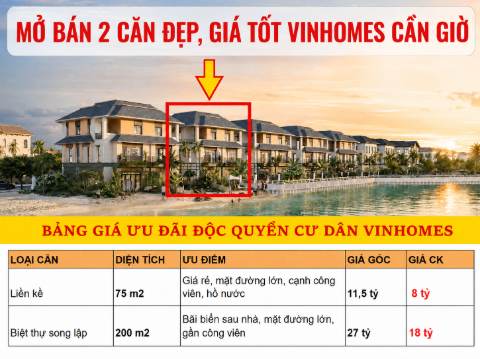 MỞ BÁN 2 CĂN ĐẸP, GIÁ TỐT VINHOMES CẦN GIỜ
BẢNG GIÁ ƯU ĐÃI ĐỘC QUYỀN CƯ DÂN VINHOMES
LOẠI CĂN DIỆN TÍCH ƯU ĐIỂM GIÁ GỐC GIÁ CK
Liền kề 75 m2 Giá rẻ, mặt đường lớn, cạnh công viên, hồ nước 11,5 tỷ 8 tỷ
Biệt thự song lập 200 m2 Bãi biển sau nhà, mặt đường lớn, gần công viên 27 tỷ 18 tỷ